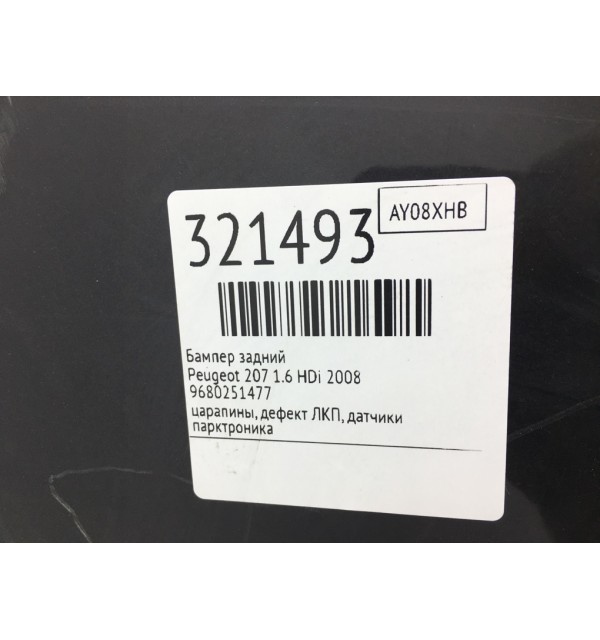 321493
AY08XHB
Бампер задний
Peugeot 207 1.6 HDi 2008
9680251477
царапины, дефект ЛКП, датчики
парктроника